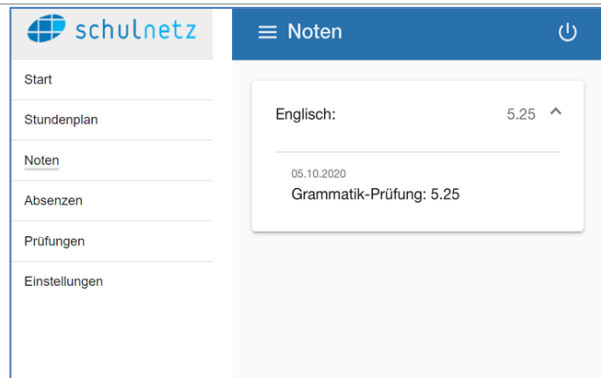 schulnetz
Start
Stundenplan
Noten
Absenzen
Prüfungen
Einstellungen
Noten
Englisch: 5.25
05.10.2020
Grammatik-Prüfung: 5.25